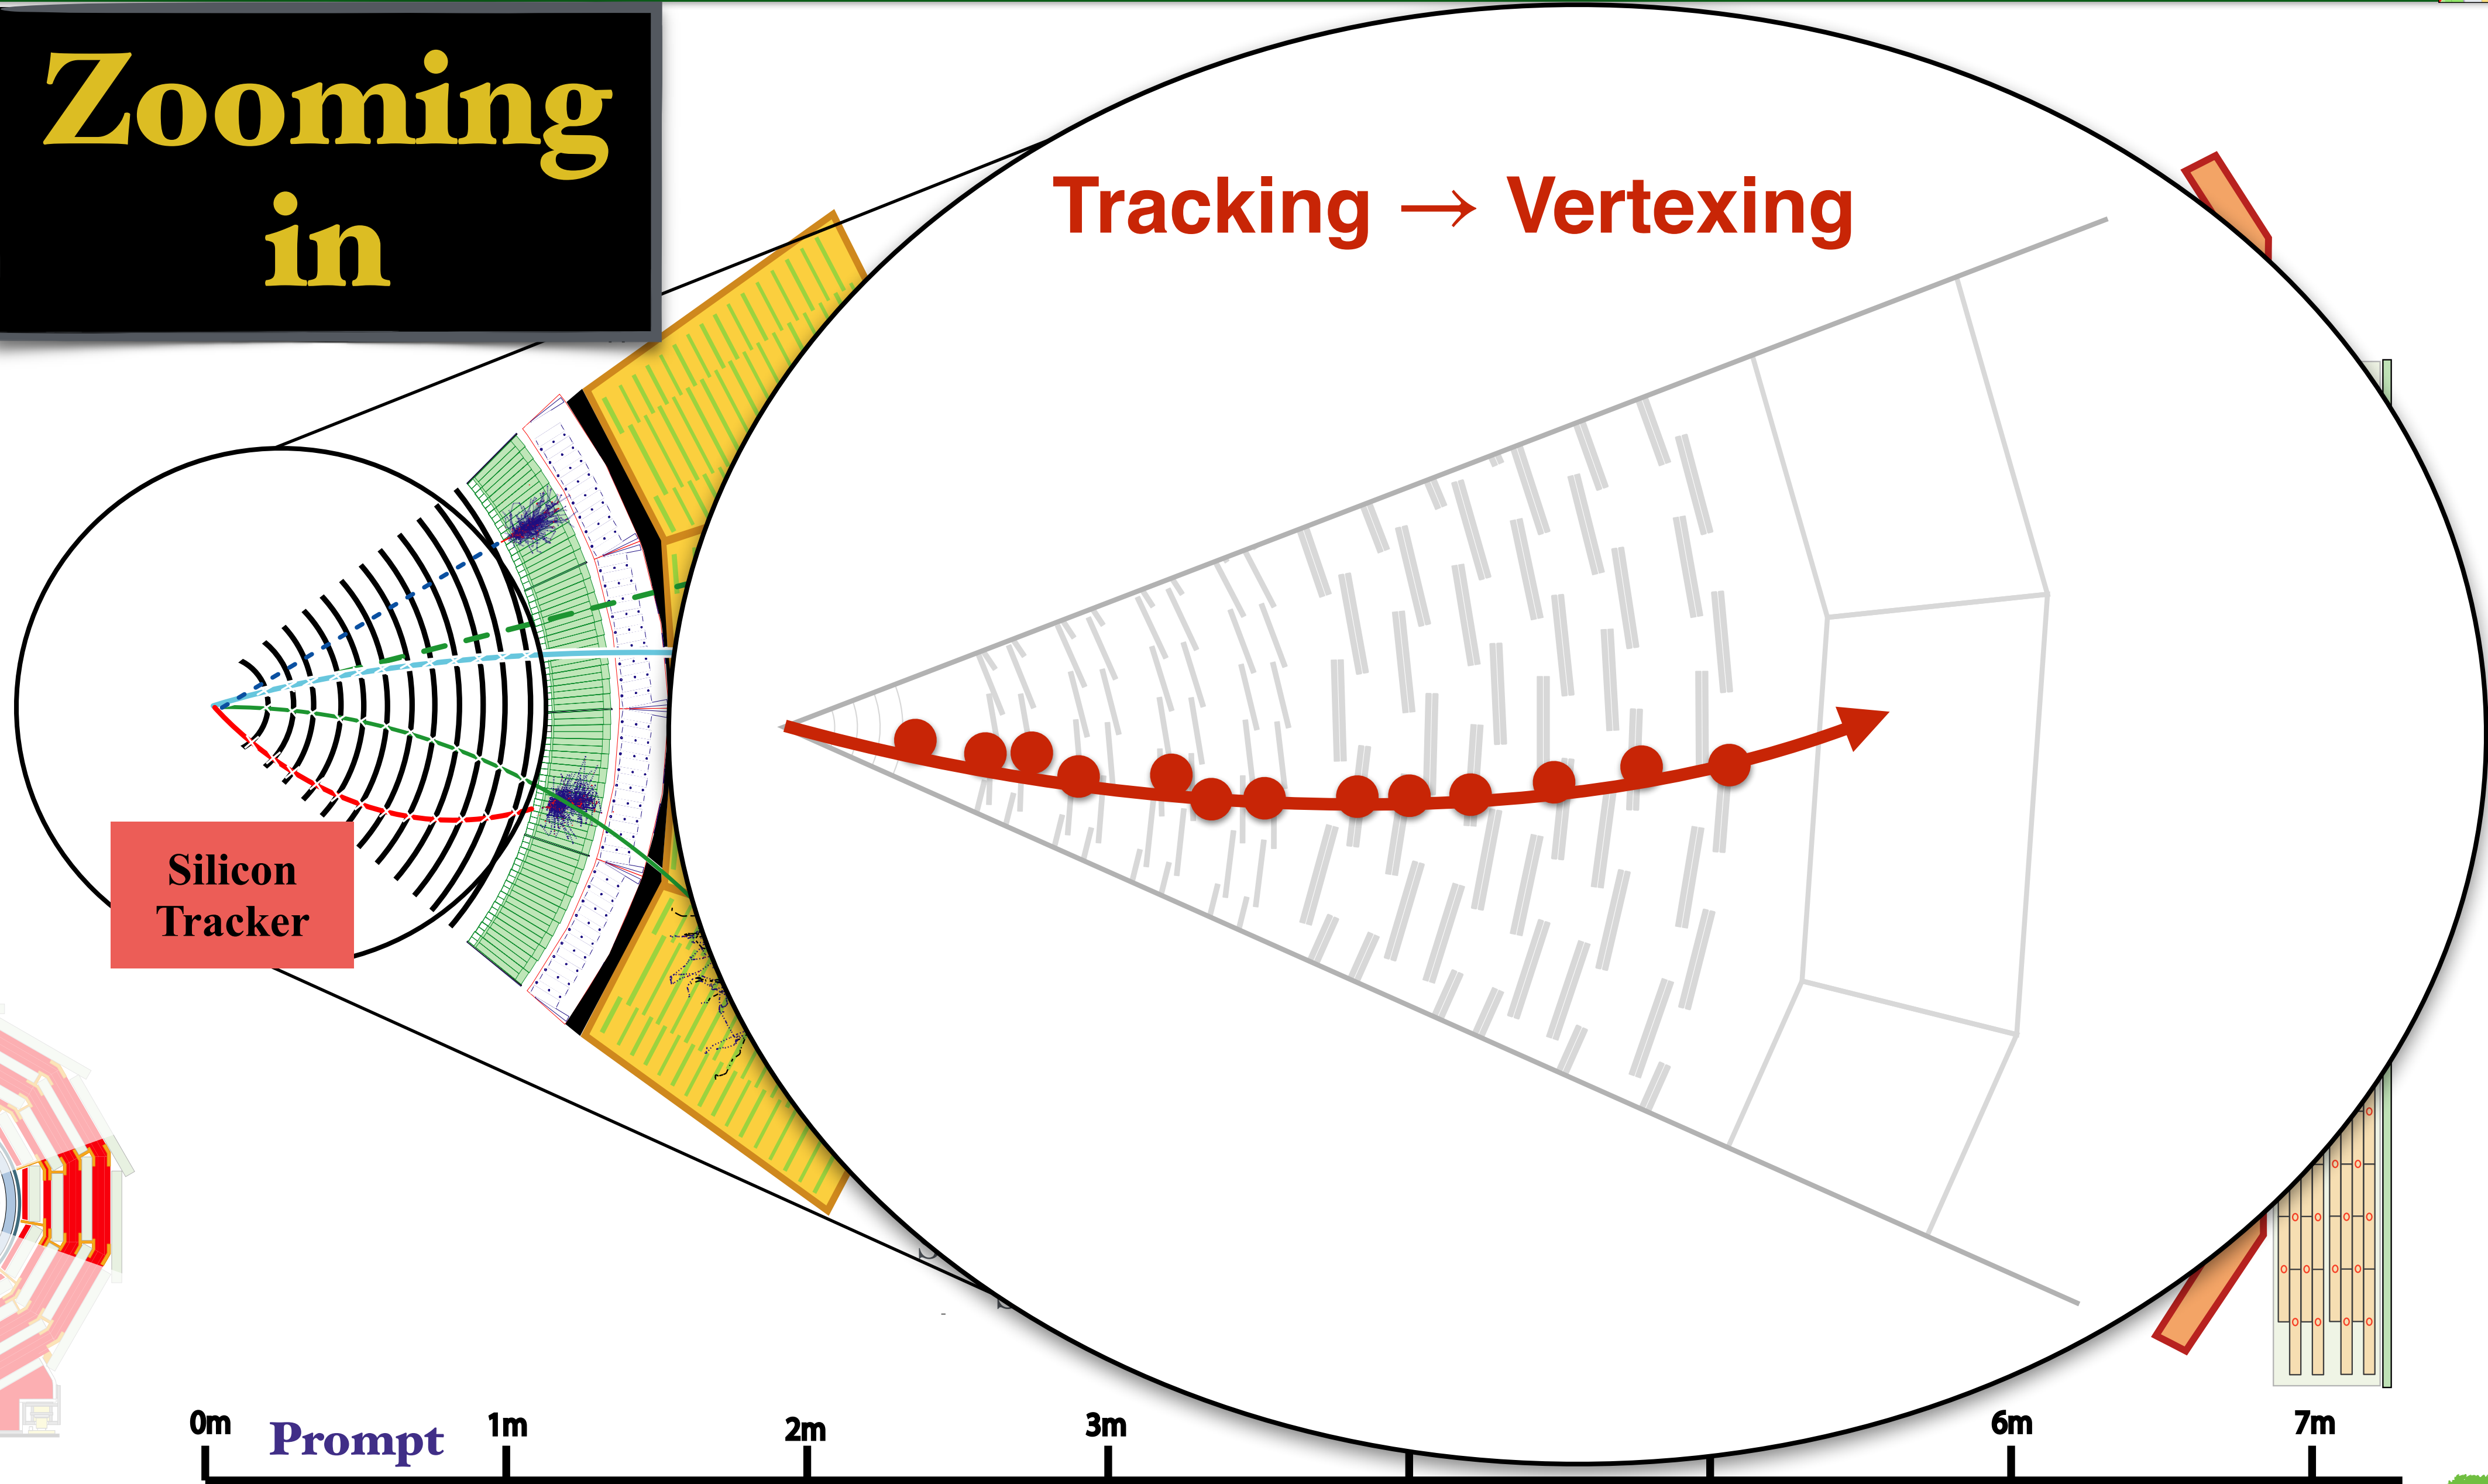 Zooming
in
Tracking → Vertexing
Silicon
Tracker
0m
Prompt
1m
2m
3m
6m
7m